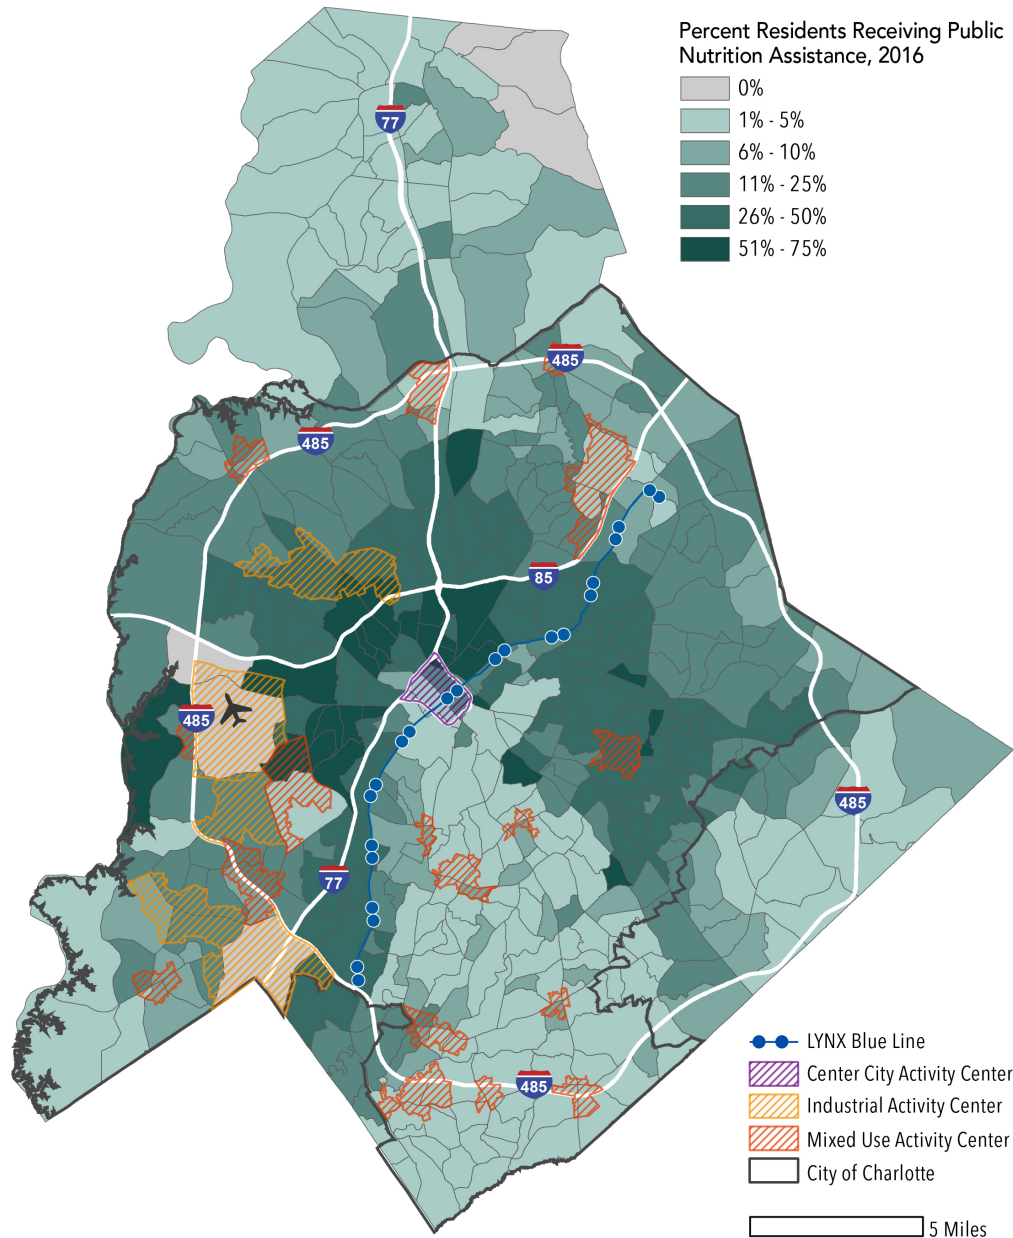 Percent Residents Receiving Public
Nutrition Assistance, 2016
0%
1% - 5%
6% - 10%
11% - 25%
26% - 50%
51% - 75%
77
485
485
85
485
485
77
485
LYNX Blue Line
Center City Activity Center
Industrial Activity Center
Mixed Use Activity Center
City of Charlotte
5 Miles